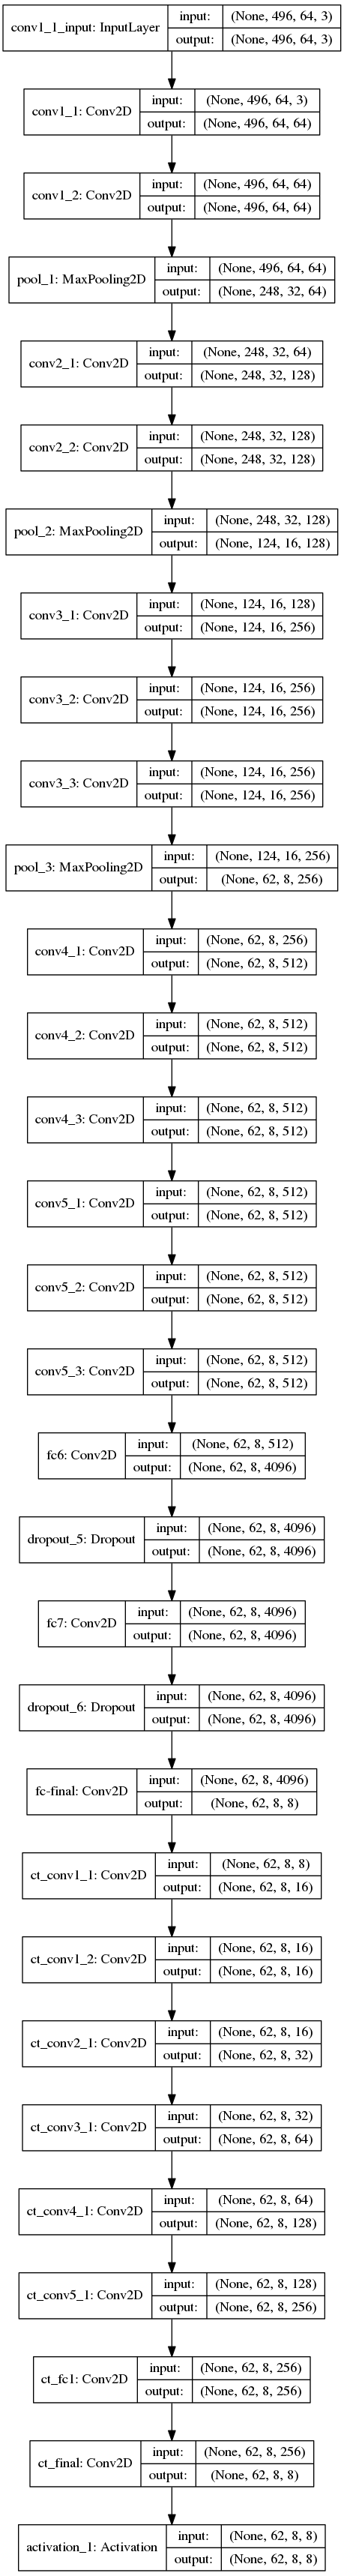 conv1_1_input: InputLayer
input: (None, 496, 64, 3)
output: (None, 496, 64, 3)
conv1_1: Conv2D
input: (None, 496, 64, 3)
output: (None, 496, 64, 64)
conv1_2: Conv2D
input: (None, 496, 64, 64)
output: (None, 496, 64, 64)
pool_1: MaxPooling2D
input: (None, 496, 64, 64)
output: (None, 248, 32, 64)
conv2_1: Conv2D
input: (None, 248, 32, 64)
output: (None, 248, 32, 128)
conv2_2: Conv2D
input: (None, 248, 32, 128)
output: (None, 248, 32, 128)
pool_2: MaxPooling2D
input: (None, 248, 32, 128)
output: (None, 124, 16, 128)
conv3_1: Conv2D
input: (None, 124, 16, 128)
output: (None, 124, 16, 256)
conv3_2: Conv2D
input: (None, 124, 16, 256)
output: (None, 124, 16, 256)
conv3_3: Conv2D
input: (None, 124, 16, 256)
output: (None, 124, 16, 256)
pool_3: MaxPooling2D
input: (None, 124, 16, 256)
output: (None, 62, 8, 256)
conv4_1: Conv2D
input: (None, 62, 8, 256)
output: (None, 62, 8, 512)
conv4_2: Conv2D
input: (None, 62, 8, 512)
output: (None, 62, 8, 512)
conv4_3: Conv2D
input: (None, 62, 8, 512)
output: (None, 62, 8, 512)
conv5_1: Conv2D
input: (None, 62, 8, 512)
output: (None, 62, 8, 512)
conv5_2: Conv2D
input: (None, 62, 8, 512)
output: (None, 62, 8, 512)
conv5_3: Conv2D
input: (None, 62, 8, 512)
output: (None, 62, 8, 512)
fc6: Conv2D
input: (None, 62, 8, 512)
output: (None, 62, 8, 4096)
dropout_5: Dropout
input: (None, 62, 8, 4096)
output: (None, 62, 8, 4096)
fc7: Conv2D
input: (None, 62, 8, 4096)
output: (None, 62, 8, 4096)
dropout_6: Dropout
input: (None, 62, 8, 4096)
output: (None, 62, 8, 4096)
fc-final: Conv2D
input: (None, 62, 8, 4096)
output: (None, 62, 8, 8)
ct_conv1_1: Conv2D
input: (None, 62, 8, 8)
output: (None, 62, 8, 16)
ct_conv1_2: Conv2D
input: (None, 62, 8, 16)
output: (None, 62, 8, 16)
ct_conv2_1: Conv2D
input: (None, 62, 8, 16)
output: (None, 62, 8, 32)
ct_conv3_1: Conv2D
input: (None, 62, 8, 32)
output: (None, 62, 8, 64)
ct_conv4_1: Conv2D
input: (None, 62, 8, 64)
output: (None, 62, 8, 128)
ct_conv5_1: Conv2D
input: (None, 62, 8, 128)
output: (None, 62, 8, 256)
ct_fc1: Conv2D
input: (None, 62, 8, 256)
output: (None, 62, 8, 256)
ct_final: Conv2D
input: (None, 62, 8, 256)
output: (None, 62, 8, 8)
activation_1: Activation
input: (None, 62, 8, 8)
output: (None, 62, 8, 8)